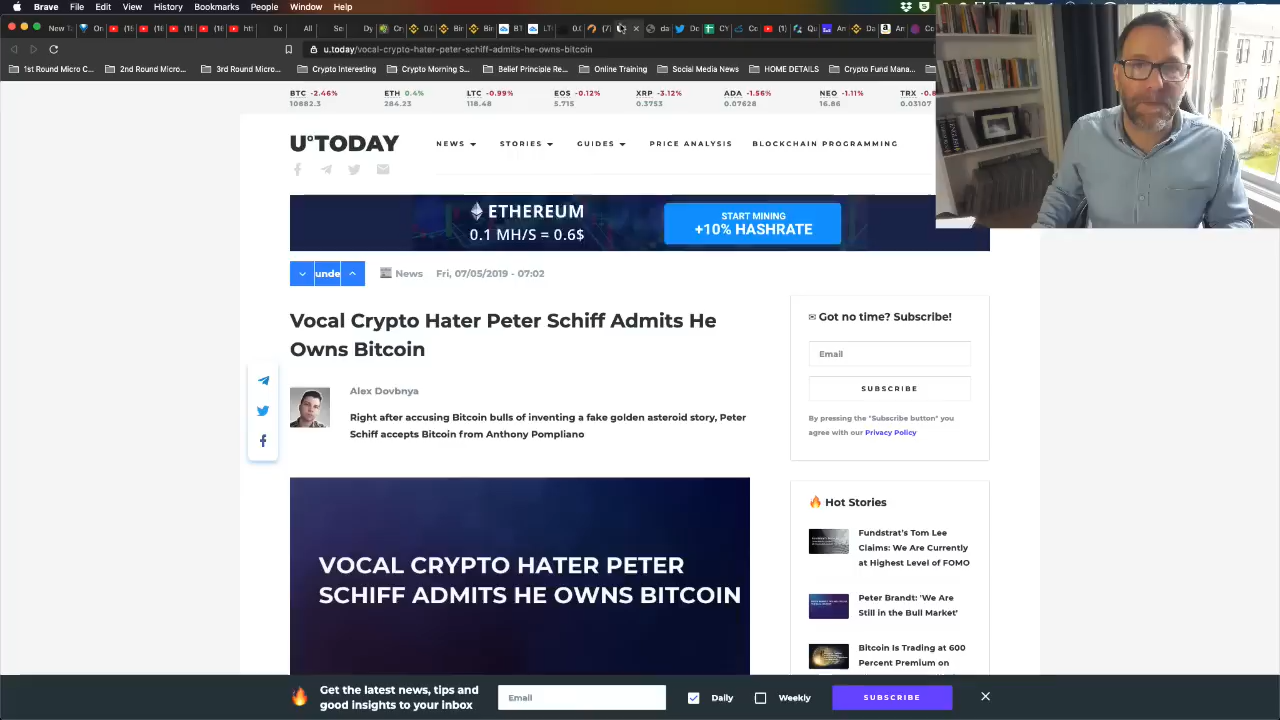 Brave File Edit View History Bookmarks People Window Help
u.today/vocal-crypto-hater-peter-schiff-admits-he-owns-bitcoin
1st Round Micro C... 2nd Round Micro... 3rd Round Micro... Crypto Interesting Crypto Morning S... Belief Principle Re... Online Training Social Media News HOME DETAILS Crypto Fund Mana...
BTC -2.46% ETH 0.4% LTC -0.99% EOS -0.12% XRP -3.12% ADA -1.56% NEO -1.11% TRX
10882.3 284.23 118.48 5.715 0.3753 0.07628 16.86 0.03107
U°TODAY
NEWS STORIES GUIDES PRICE ANALYSIS BLOCKCHAIN PROGRAMMING
ETHEREUM
0.1 MH/S = 0.6$
START MINING
+10% HASHRATE
unde
News Fri, 07/05/2019 - 07:02
Vocal Crypto Hater Peter Schiff Admits He
Owns Bitcoin
Alex Dovbnya
Right after accusing Bitcoin bulls of inventing a fake golden asteroid story, Peter
Schiff accepts Bitcoin from Anthony Pompliano
VOCAL CRYPTO HATER PETER
SCHIFF ADMITS HE OWNS BITCOIN
Got no time? Subscribe!
Email
SUBSCRIBE
By pressing the "Subscribe button" you
agree with our Privacy Policy
Hot Stories
Fundstrat's Tom Lee
Claims: We Are Currently
at Highest Level of FOMO
Peter Brandt: 'We Are
Still in the Bull Market'
Bitcoin Is Trading at 600
Percent Premium on
Get the latest news, tips and
good insights to your inbox
Email
Daily
Weekly
SUBSCRIBE